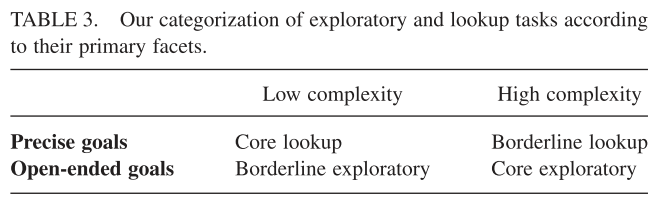 TABLE 3. Our categorization of exploratory and lookup tasks according
to their primary facets.
Low complexity High complexity
Precise goals Core lookup Borderline lookup
Open-ended goals Borderline exploratory Core exploratory